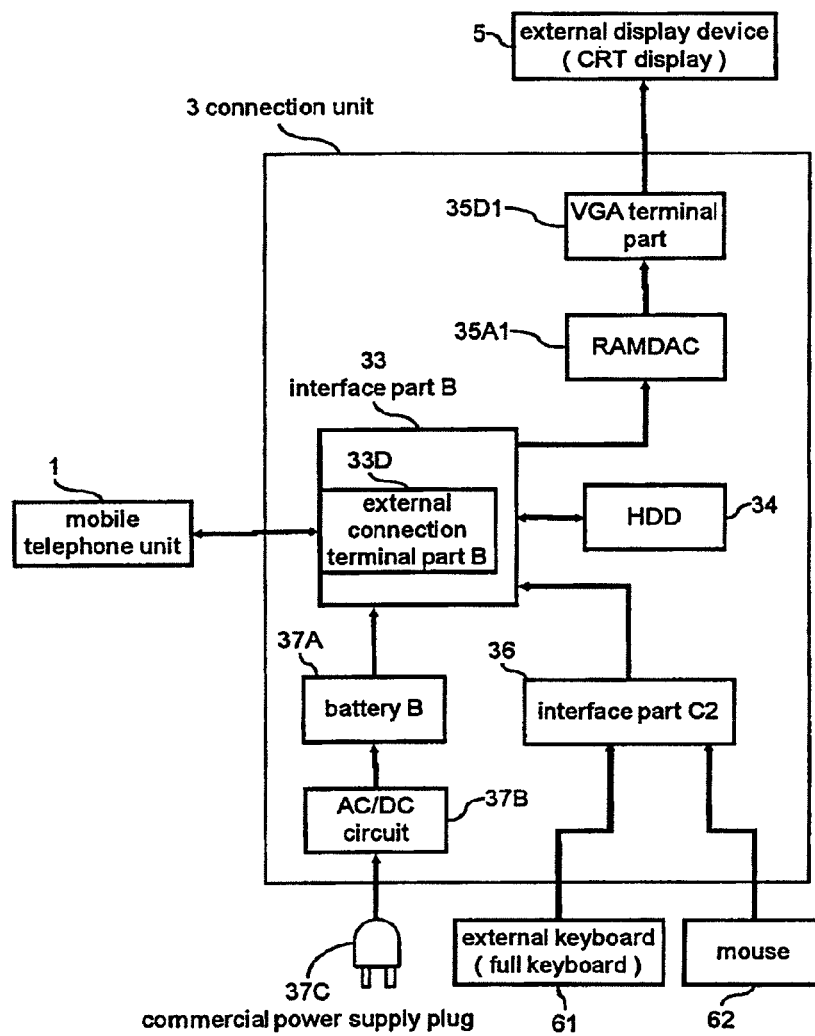 5
external display device
( CRT display )
3 connection unit
35D1
VGA terminal
part
35A1
RAMDAC
33
interface part B
33D
external
connection
terminal part B
1
mobile
telephone unit
HDD
34
37A
battery B
36
interface part C2
AC/DC
circuit
37B
37C
commercial power supply plug
external keyboard
( full keyboard )
61
mouse
62